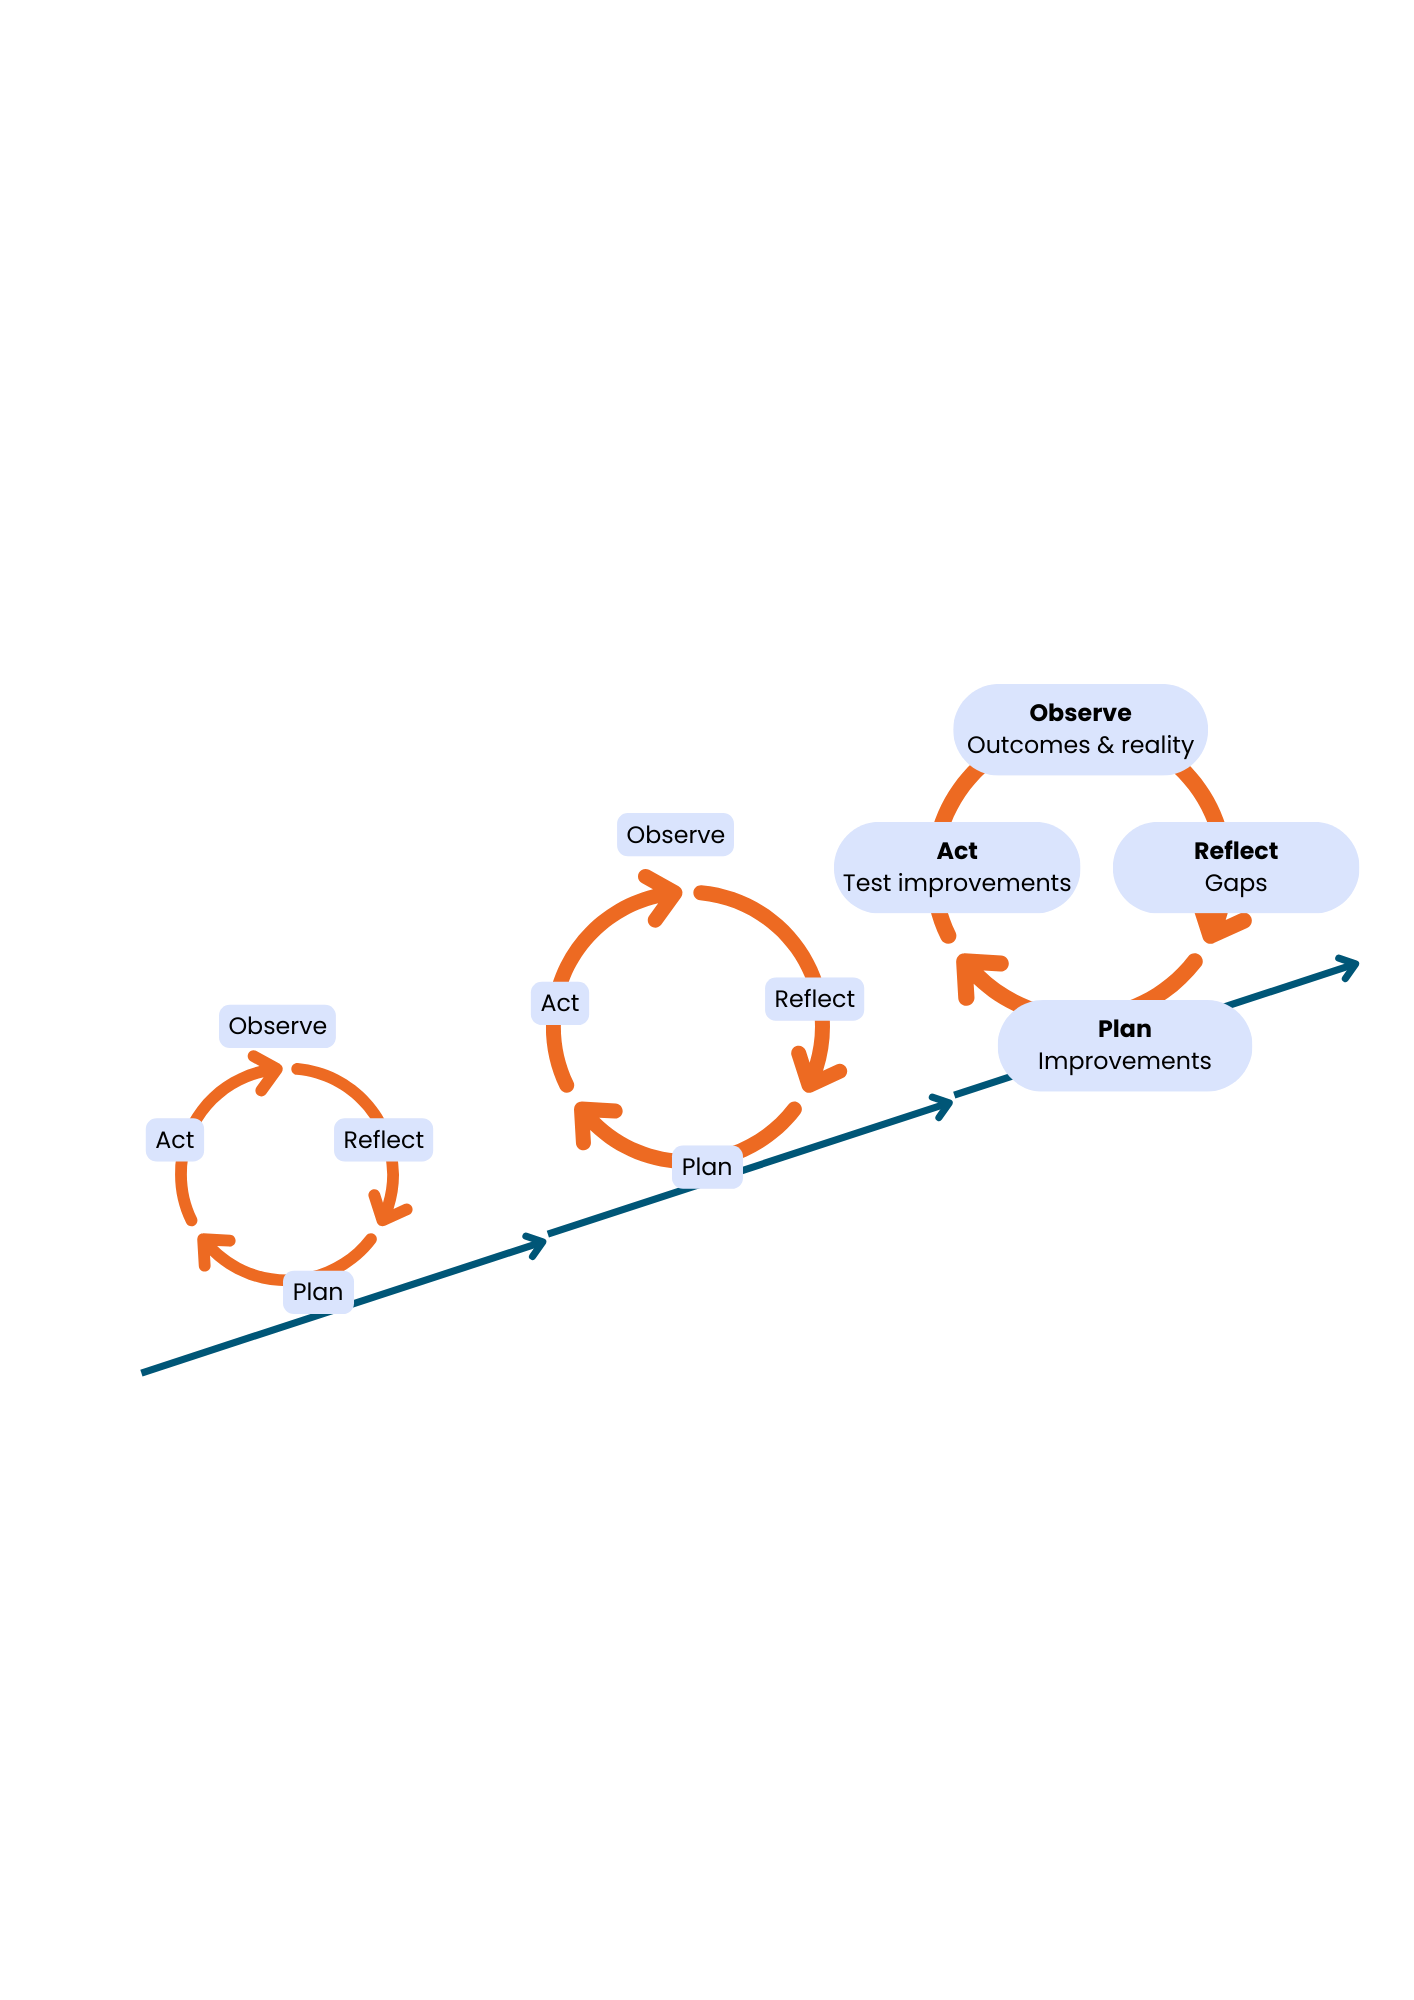 Observe
Outcomes & reality
Act
Test improvements
Reflect
Gaps
Plan
Improvements
Observe
Act
Reflect
Plan
Observe
Act
Reflect
Plan